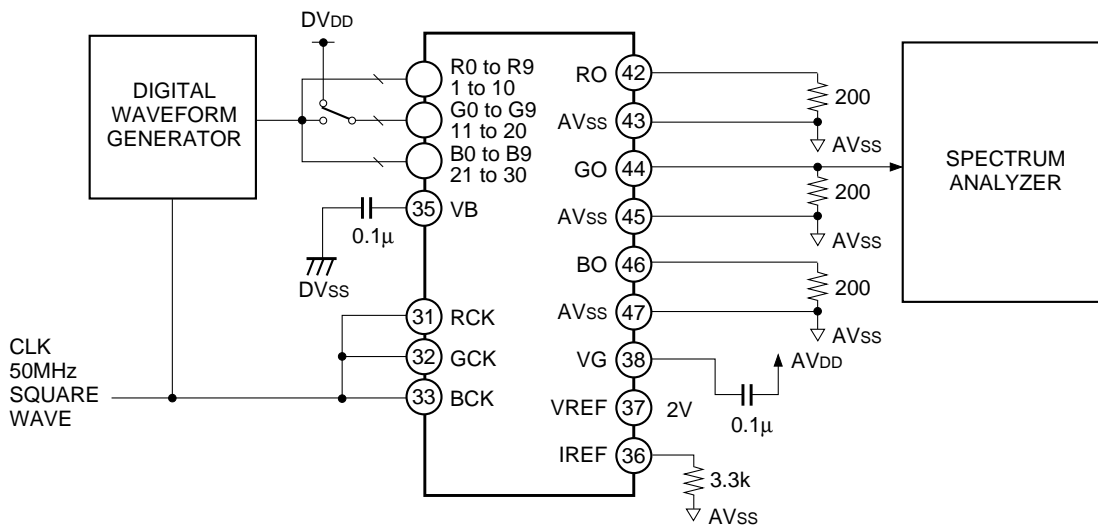 DVDD
DIGITAL
WAVEFORM
GENERATOR
R0 to R9
1 to 10
G0 to G9
11 to 20
B0 to B9
21 to 30
35 VB
0.1μ
DVSS
31 RCK
32 GCK
33 BCK
CLK
50MHz
SQUARE
WAVE
RO 42
200
AVSS 43
AVSS
GO 44
200
AVSS 45
AVSS
BO 46
200
AVSS 47
AVSS
VG 38
AVDD
0.1μ
VREF 37 2V
IREF 36
3.3k
AVSS
SPECTRUM
ANALYZER